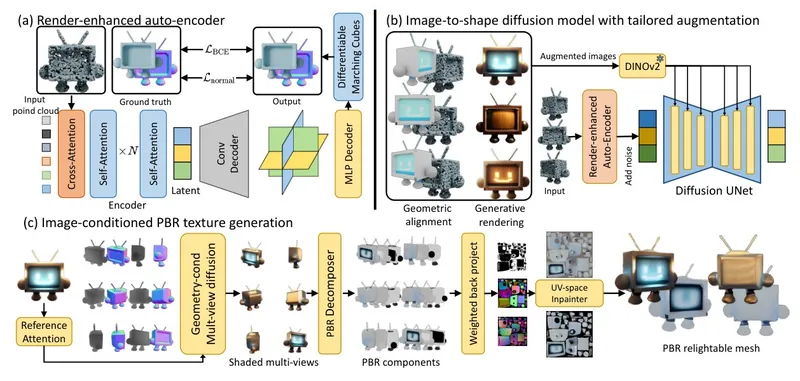 (a) Render-enhanced auto-encoder
Input
poind cloud
Ground truth
Output
ℒBCE
ℒnormal
Differentiable
Marching Cubes
MLP Decoder
Cross-Attention
Self-Attention
×N
Self-Attention
Encoder
Latent
Conv
Decoder
(b) Image-to-shape diffusion model with tailored augmentation
Augmented images
DINOv2
Geometric
alignment
Generative
rendering
Input
Render-enhanced
Auto-Encoder
Add noise
Diffusion UNet
(c) Image-conditioned PBR texture generation
Reference
Attention
Geometry-cond
Mult-view diffusion
Shaded multi-views
PBR Decomposer
PBR components
Weighted back project
UV-space
Inpainter
PBR relightable mesh